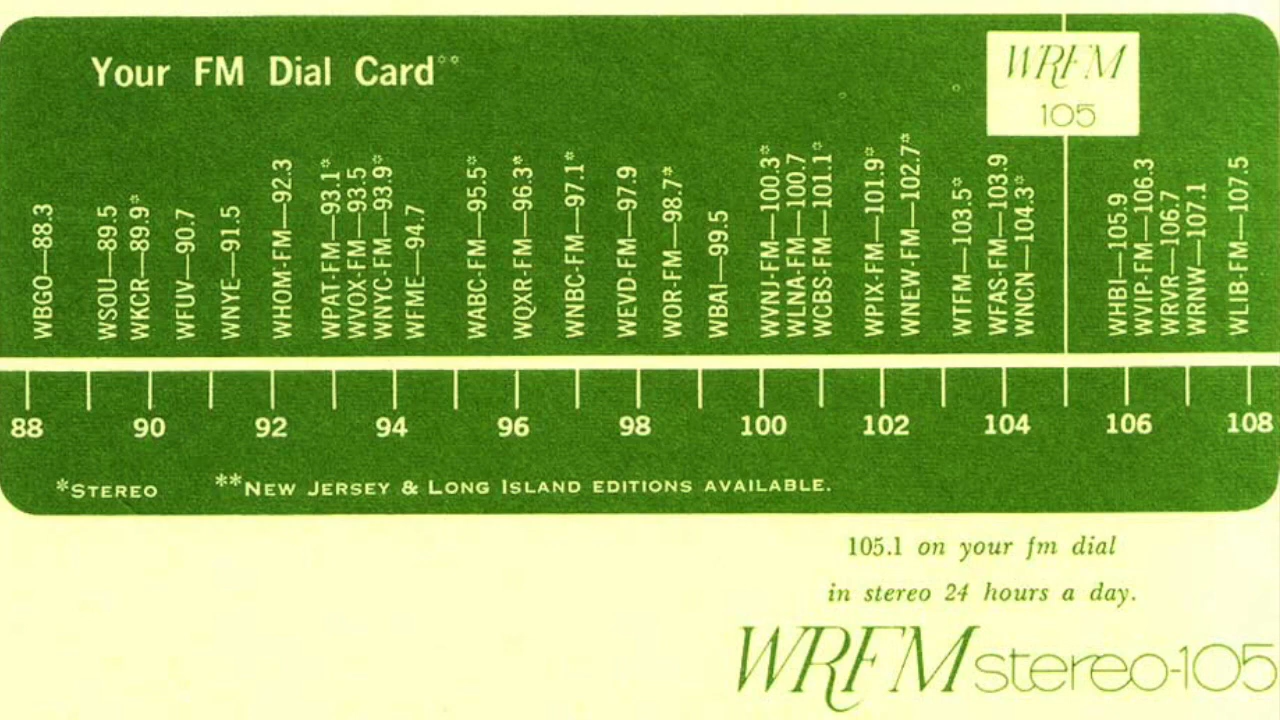 Your FM Dial Card**
WRFM
105
WBGO—88.3
WSOU—89.5
WKCR—89.9*
WFUV—90.7
WNYE—91.5
WHOM-FM—92.3
WPAT-FM—93.1*
WVOX-FM—93.5
WNYC-FM—93.9*
WFME—94.7
WABC-FM—95.5*
WQXR-FM—96.3*
WNBC-FM—97.1*
WEVD-FM—97.9
WOR-FM—98.7*
WBAI—99.5
WVNJ-FM—100.3*
WLNA-FM—100.7
WCBS-FM—101.1*
WPIX-FM—101.9*
WNEW-FM—102.7*
WTFM—103.5*
WFAS-FM—103.9
WNCN—104.3*
WHBI—105.9
WVIP-FM—106.3
WRVR—106.7
WRNW—107.1
WLIB-FM—107.5
88 90 92 94 96 98 100 102 104 106 108
*STEREO **NEW JERSEY & LONG ISLAND EDITIONS AVAILABLE.
105.1 on your fm dial
in stereo 24 hours a day.
WRFM stereo-105